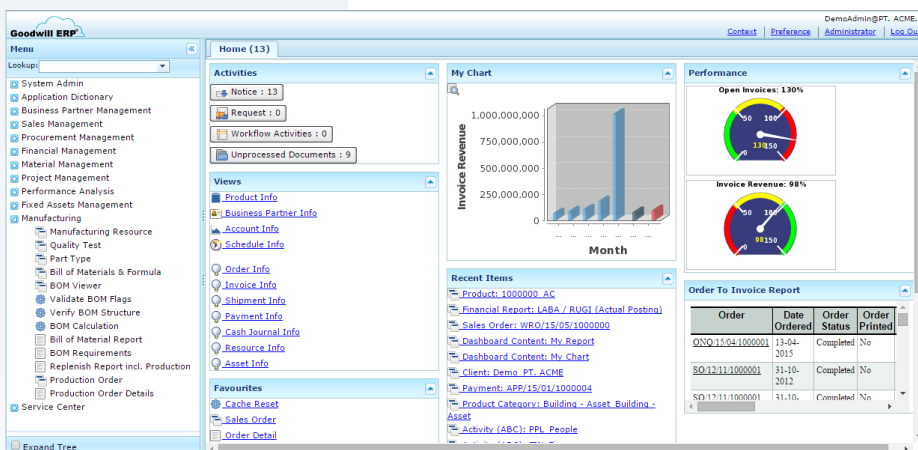 DemoAdmin@PT. ACME.
Goodwill ERP
Context | Preference | Administrator | Log Ou
Menu
Lookup:
System Admin
Application Dictionary
Business Partner Management
Sales Management
Procurement Management
Financial Management
Material Management
Project Management
Performance Analysis
Fixed Assets Management
Manufacturing
Manufacturing Resource
Quality Test
Part Type
Bill of Materials & Formula
BOM Viewer
Validate BOM Flags
Verify BOM Structure
BOM Calculation
Bill of Material Report
BOM Requirements
Replenish Report incl. Production
Production Order
Production Order Details
Service Center
Expand Tree
Home (13)
Activities
Notice : 13
Request : 0
Workflow Activities : 0
Unprocessed Documents : 9
Views
Product Info
Business Partner Info
Account Info
Schedule Info
Order Info
Invoice Info
Shipment Info
Payment Info
Cash Journal Info
Resource Info
Asset Info
Favourites
Cache Reset
Sales Order
Order Detail
My Chart
Invoice Revenue
1,000,000,000
750,000,000
500,000,000
250,000,000
0
... ... ... ... ... ... ...
Month
Recent Items
Product: 1000000_AC
Financial Report: LABA / RUGI (Actual Posting)
Sales Order: WRO/15/05/1000000
Dashboard Content: My Report
Dashboard Content: My Chart
Client: Demo_PT. ACME
Payment: APP/15/01/1000004
Product Category: Building - Asset_Building -
Asset
Activity (ABC): PPL_People
Performance
Open Invoices: 130%
50 100
0 130 150
Invoice Revenue: 98%
50 100
0 98 150
Order To Invoice Report
Order Date Ordered Order Status Order Printed
ONQ/15/04/1000001 13-04-2015 Completed No
SO/12/11/1000001 31-10-2012 Completed No
SO/12/11/1000001 31-10- Completed No